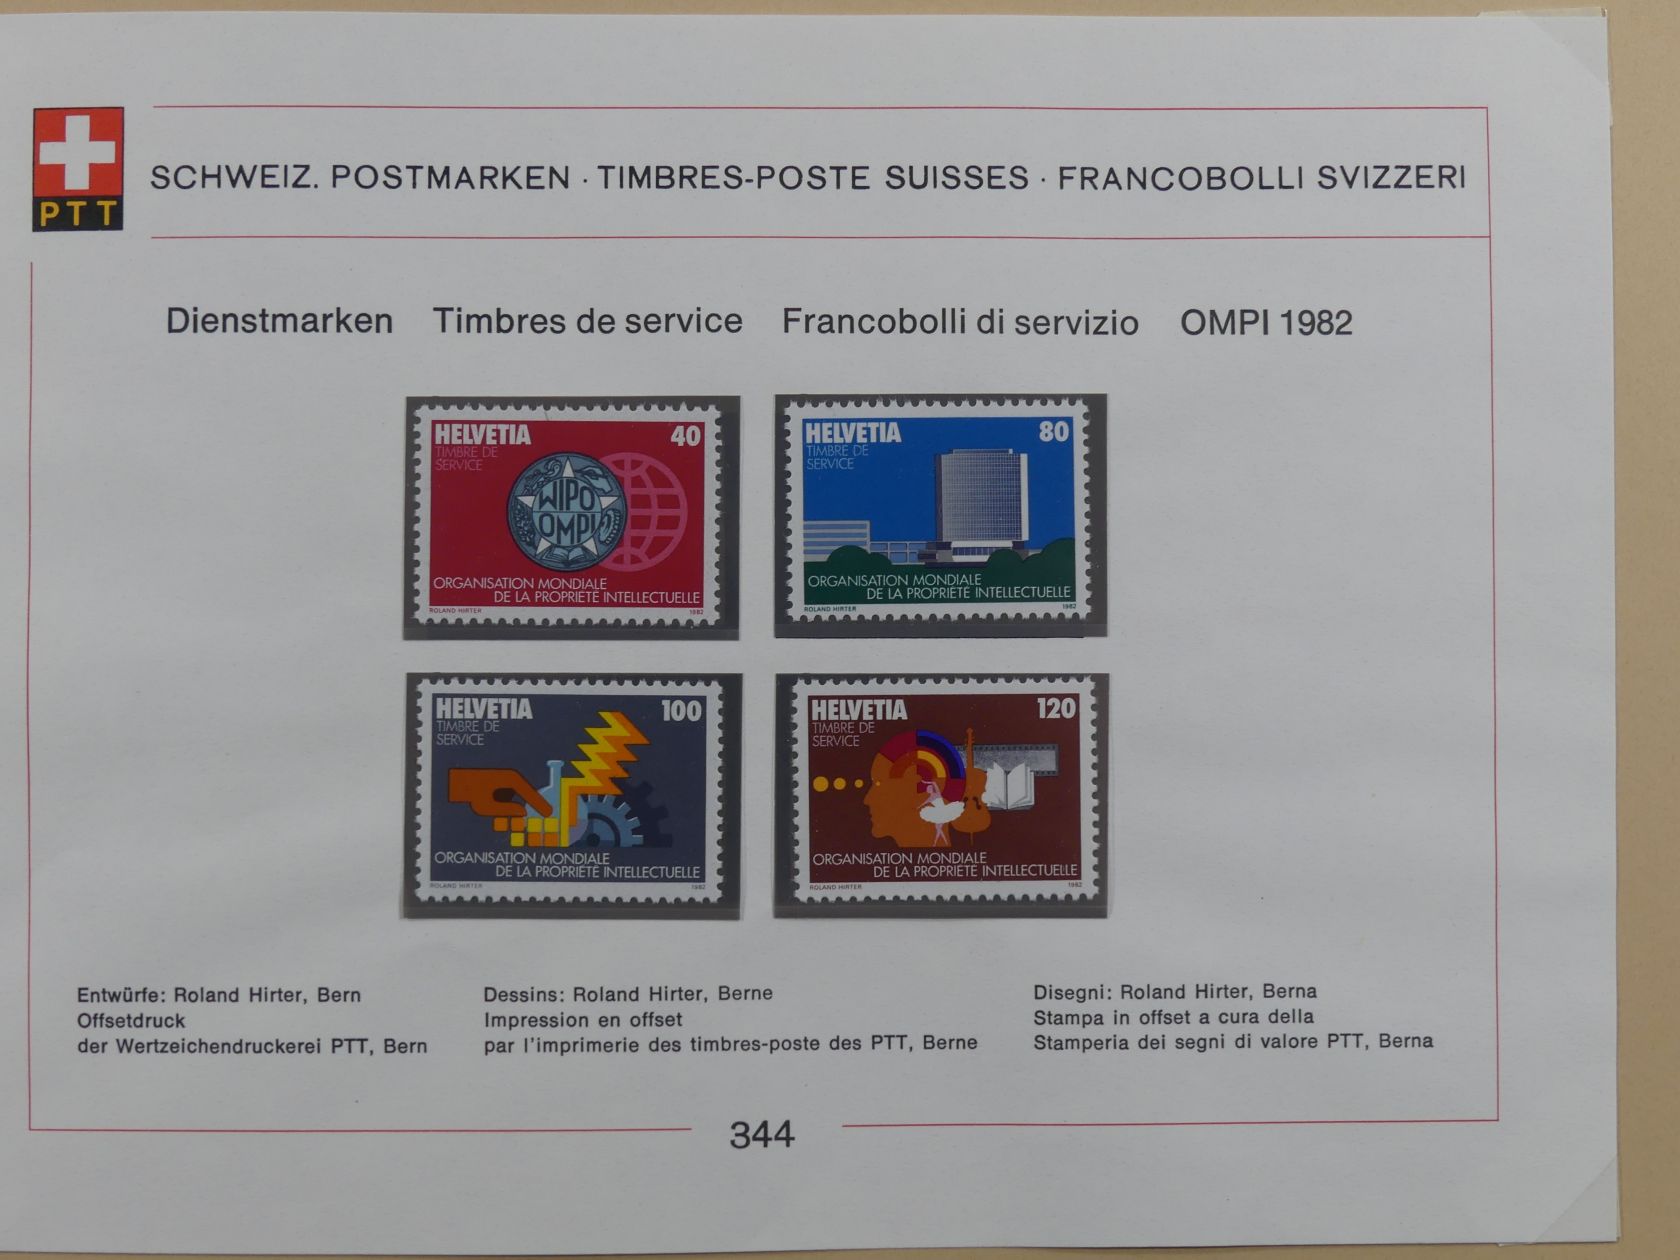 PTT
SCHWEIZ. POSTMARKEN · TIMBRES-POSTE SUISSES · FRANCOBOLLI SVIZZERI
Dienstmarken Timbres de service Francobolli di servizio OMPI 1982
HELVETIA 40
TIMBRE DE
SERVICE
WIPO
OMPI
ORGANISATION MONDIALE
DE LA PROPRIÉTÉ INTELLECTUELLE
ROLAND HIRTER 1982
HELVETIA 80
TIMBRE DE
SERVICE
ORGANISATION MONDIALE
DE LA PROPRIÉTÉ INTELLECTUELLE
ROLAND HIRTER 1982
HELVETIA 100
TIMBRE DE
SERVICE
ORGANISATION MONDIALE
DE LA PROPRIÉTÉ INTELLECTUELLE
ROLAND HIRTER 1982
HELVETIA 120
TIMBRE DE
SERVICE
ORGANISATION MONDIALE
DE LA PROPRIÉTÉ INTELLECTUELLE
ROLAND HIRTER 1982
Entwürfe: Roland Hirter, Bern
Offsetdruck
der Wertzeichendruckerei PTT, Bern
Dessins: Roland Hirter, Berne
Impression en offset
par l'imprimerie des timbres-poste des PTT, Berne
Disegni: Roland Hirter, Berna
Stampa in offset a cura della
Stamperia dei segni di valore PTT, Berna
344